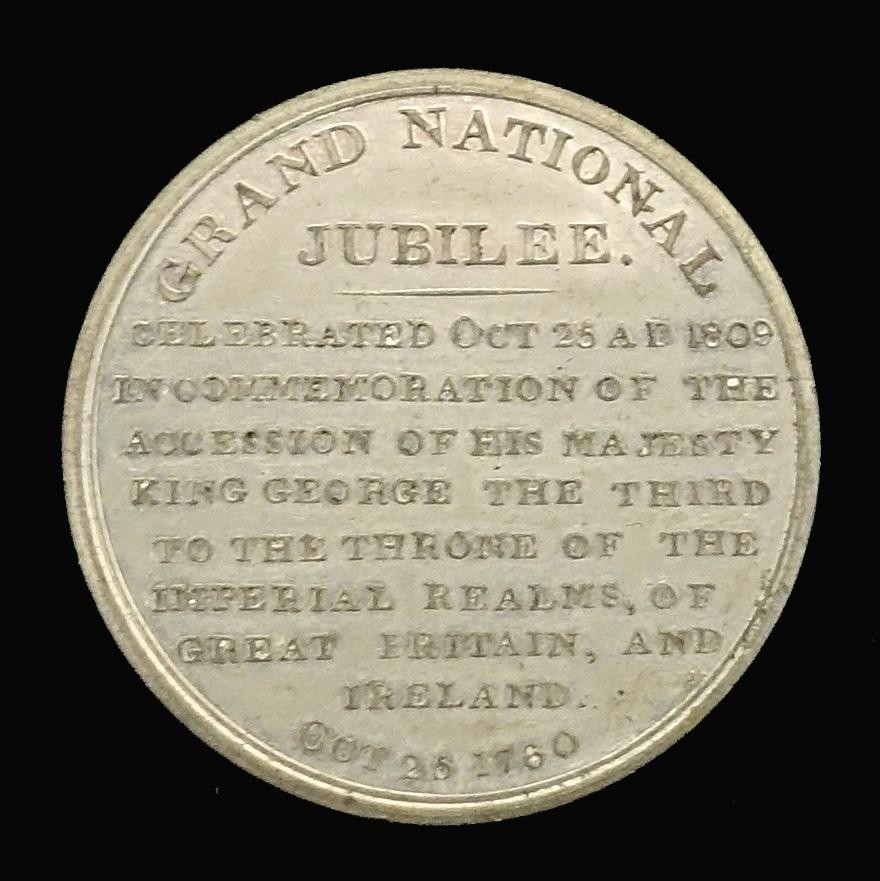 GRAND NATIONAL
JUBILEE.
CELEBRATED OCT 25 A D 1809
IN COMMEMORATION OF THE
ACCESSION OF HIS MAJESTY
KING GEORGE THE THIRD
TO THE THRONE OF THE
IMPERIAL REALMS, OF
GREAT BRITAIN, AND
IRELAND.
OCT 25 1760